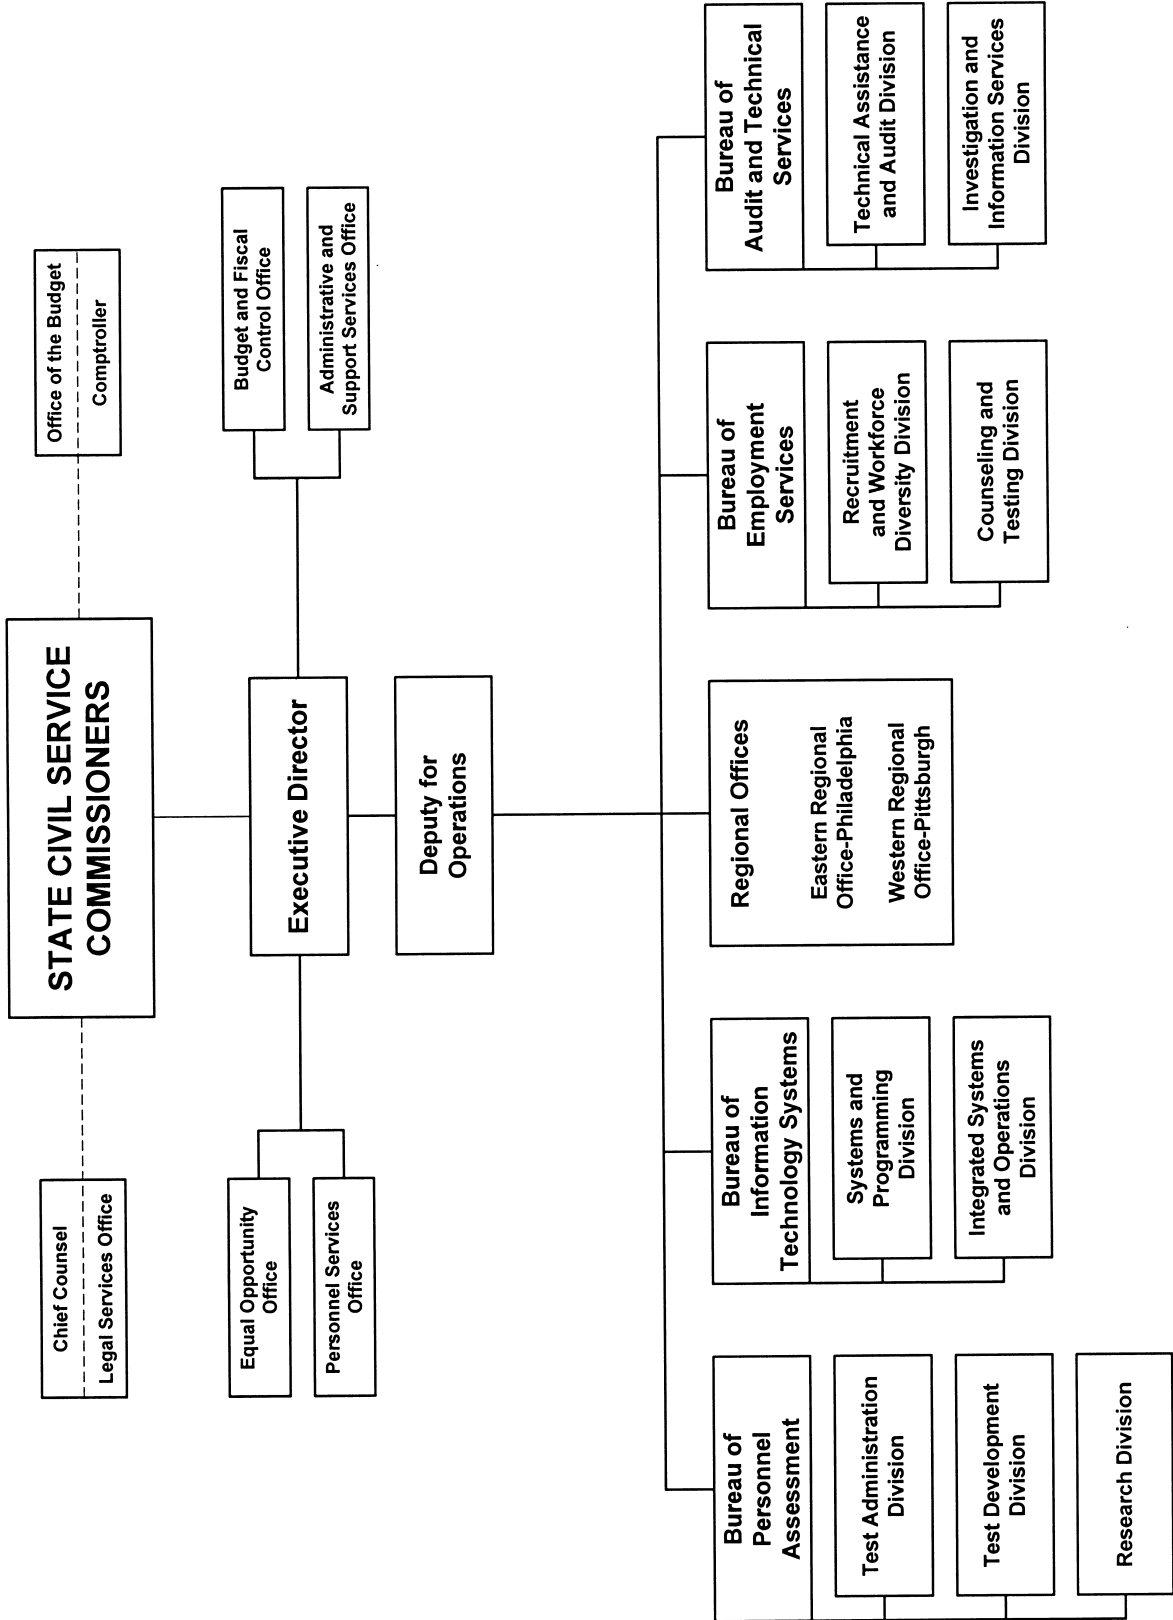 STATE CIVIL SERVICE
COMMISSIONERS
Chief Counsel
Legal Services Office
Office of the Budget
Comptroller
Executive Director
Equal Opportunity
Office
Personnel Services
Office
Budget and Fiscal
Control Office
Administrative and
Support Services Office
Deputy for
Operations
Bureau of
Personnel
Assessment
Test Administration
Division
Test Development
Division
Research Division
Bureau of
Information
Technology Systems
Systems and
Programming
Division
Integrated Systems
and Operations
Division
Regional Offices
Eastern Regional
Office-Philadelphia
Western Regional
Office-Pittsburgh
Bureau of
Employment
Services
Recruitment
and Workforce
Diversity Division
Counseling and
Testing Division
Bureau of
Audit and Technical
Services
Technical Assistance
and Audit Division
Investigation and
Information Services
Division